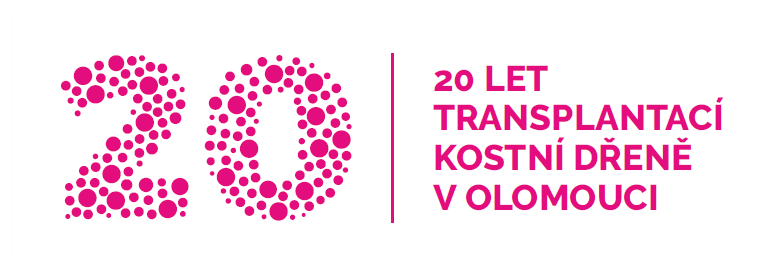 20
20 LET
TRANSPLANTACÍ
KOSTNÍ DŘENĚ
V OLOMOUCI